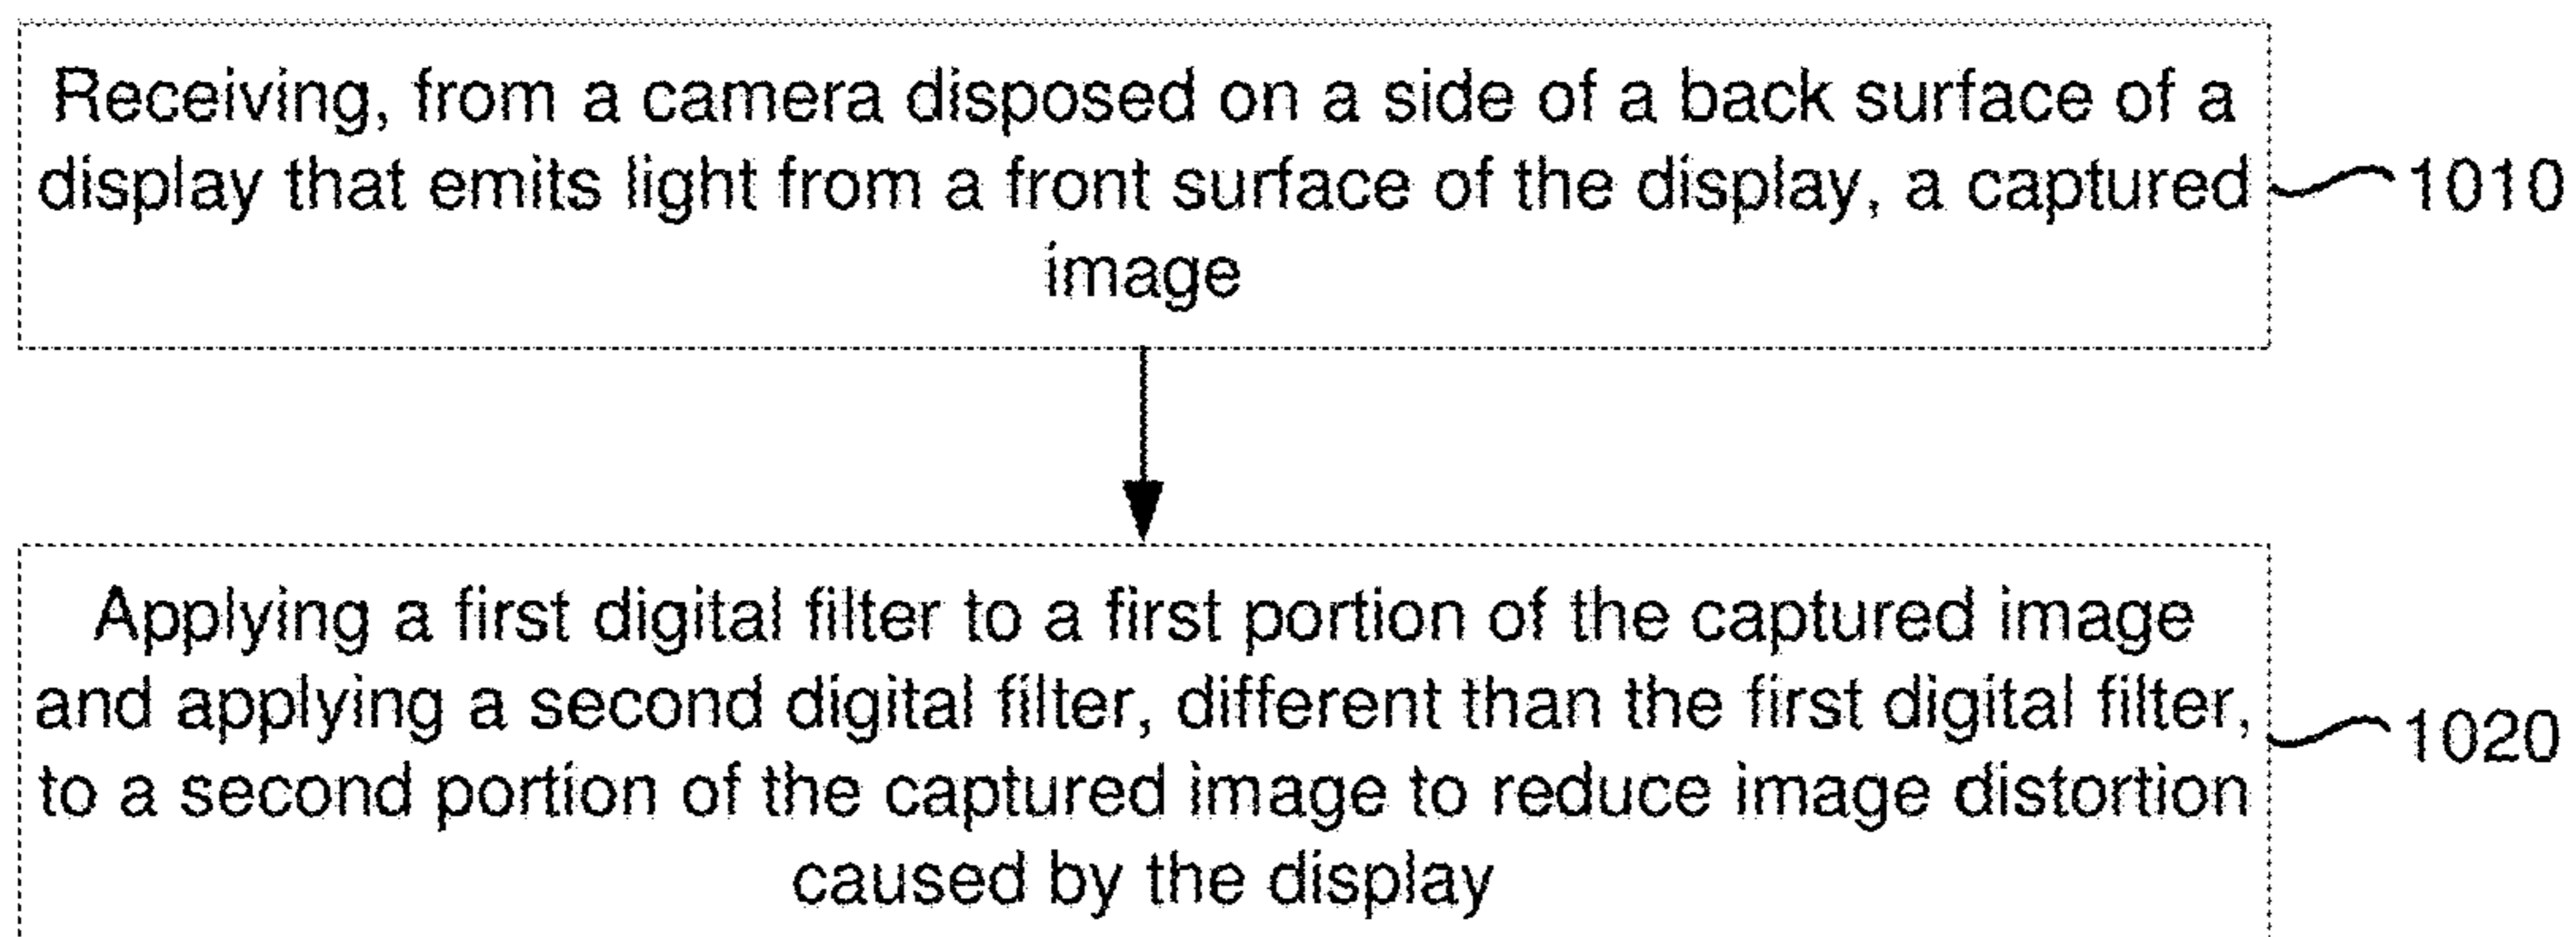 Receiving, from a camera disposed on a side of a back surface of a
display that emits light from a front surface of the display, a captured
image
1010
Applying a first digital filter to a first portion of the captured image
and applying a second digital filter, different than the first digital filter,
to a second portion of the captured image to reduce image distortion
caused by the display
1020